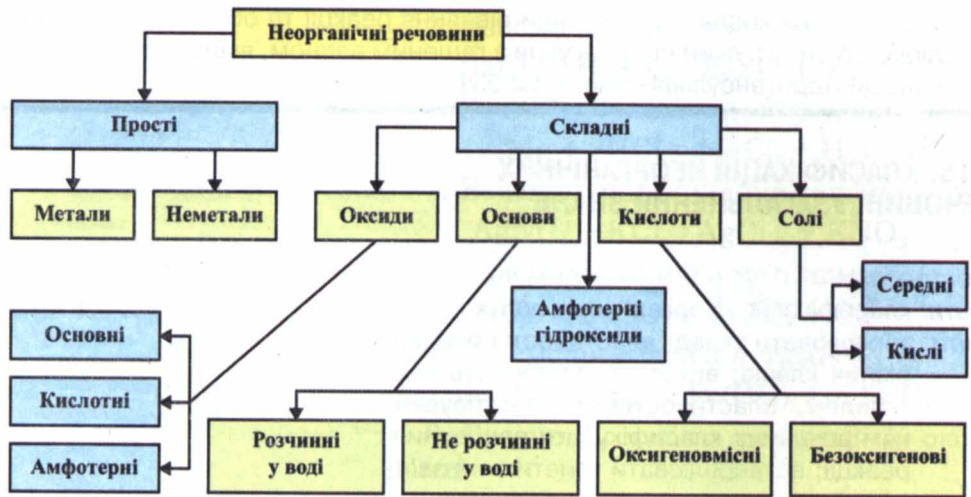 Неорганічні речовини
Прості
Складні
Метали
Неметали
Оксиди
Основи
Кислоти
Солі
Середні
Кислі
Амфотерні
гідроксиди
Основні
Кислотні
Амфотерні
Розчинні
у воді
Не розчинні
у воді
Оксигеновмісні
Безоксигенові